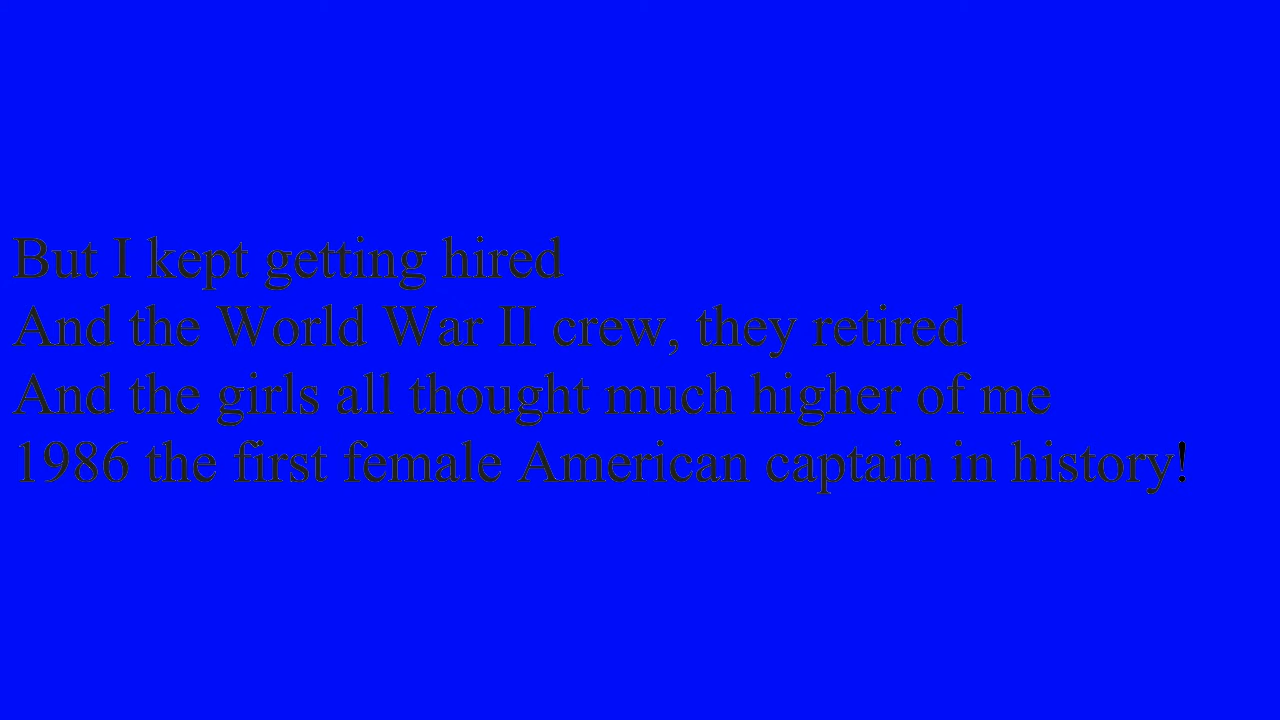 But I kept getting hired
And the World War II crew, they retired
And the girls all thought much higher of me
1986 the first female American captain in history!